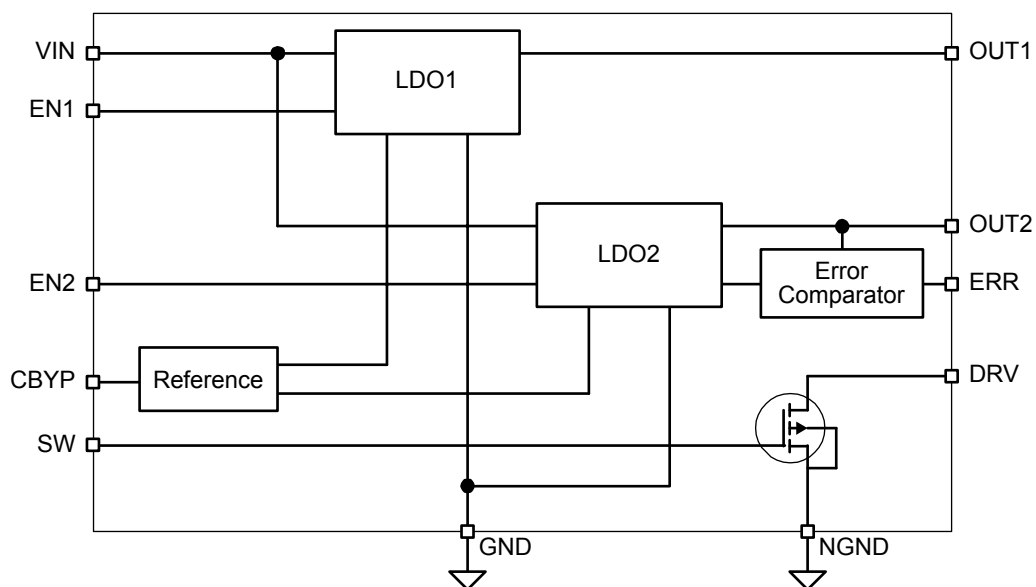 VIN
LDO1
OUT1
EN1
OUT2
LDO2
EN2
Error
Comparator
ERR
Reference
CBYP
DRV
SW
GND
NGND